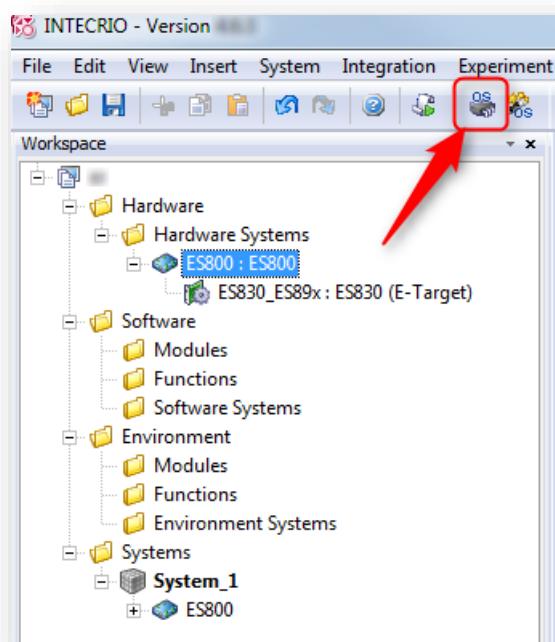 INTECRIO - Version
File Edit View Insert System Integration Experiment
OS OS
Workspace
Hardware
Hardware Systems
ES800 : ES800
ES830_ES89x : ES830 (E-Target)
Software
Modules
Functions
Software Systems
Environment
Modules
Functions
Environment Systems
Systems
System_1
ES800